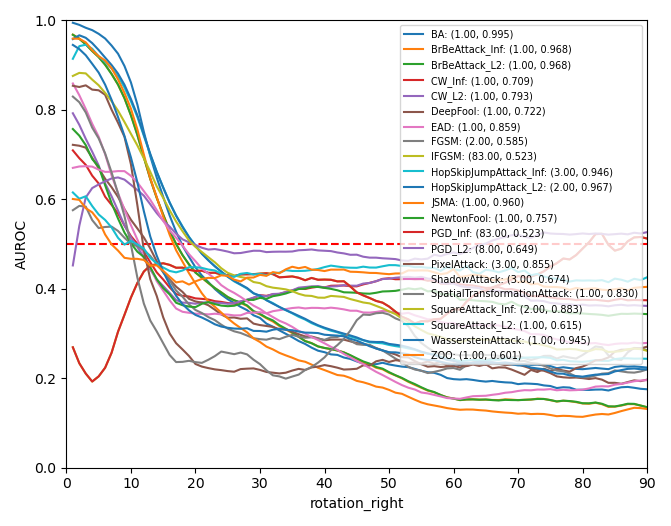 1.0
0.8
0.6
0.4
0.2
0.0
AUROC
0
10
20
30
40
50
60
70
80
90
rotation_right
BA: (1.00, 0.995)
BrBeAttack_Inf: (1.00, 0.968)
BrBeAttack_L2: (1.00, 0.968)
CW_Inf: (1.00, 0.709)
CW_L2: (1.00, 0.793)
DeepFool: (1.00, 0.722)
EAD: (1.00, 0.859)
FGSM: (2.00, 0.585)
IFGSM: (83.00, 0.523)
HopSkipJumpAttack_Inf: (3.00, 0.946)
HopSkipJumpAttack_L2: (2.00, 0.967)
JSMA: (1.00, 0.960)
NewtonFool: (1.00, 0.757)
PGD_Inf: (83.00, 0.523)
PGD_L2: (8.00, 0.649)
PixelAttack: (3.00, 0.855)
ShadowAttack: (3.00, 0.674)
SpatialTransformationAttack: (1.00, 0.830)
SquareAttack_Inf: (2.00, 0.883)
SquareAttack_L2: (1.00, 0.615)
WassersteinAttack: (1.00, 0.945)
ZOO: (1.00, 0.601)